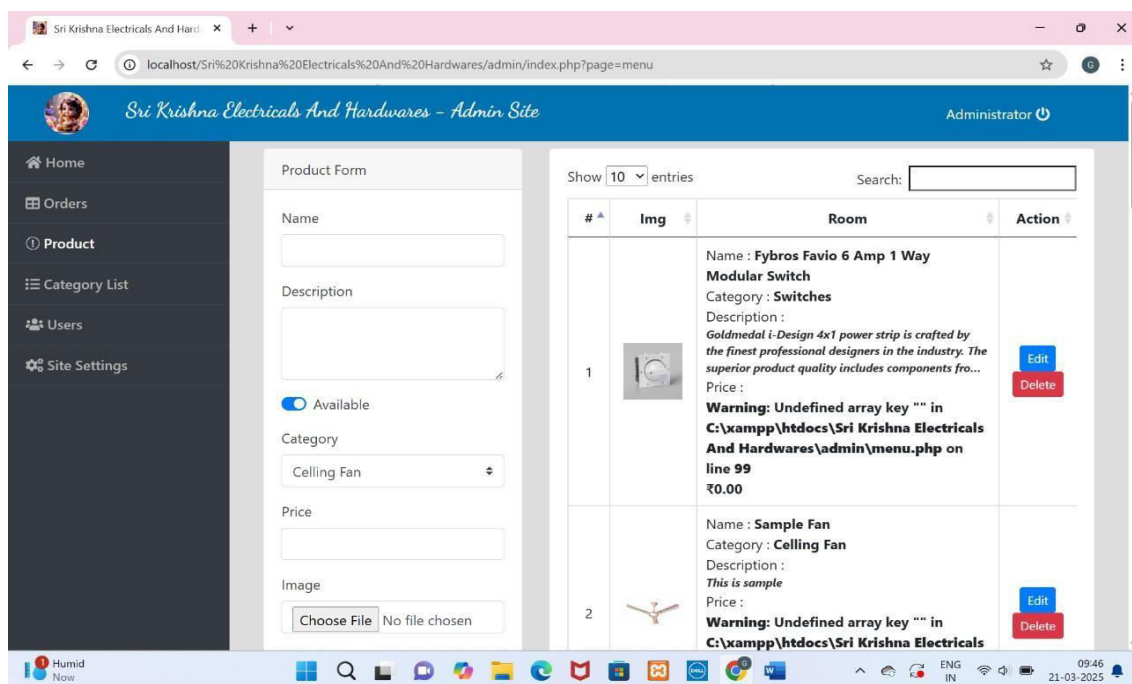 Sri Krishna Electricals And Hard
localhost/Sri%20Krishna%20Electricals%20And%20Hardwares/admin/index.php?page=menu
G
Sri Krishna Electricals And Hardwares - Admin Site
Administrator
Home
Orders
Product
Category List
Users
Site Settings
Product Form
Name
Description
Available
Category
Celling Fan
Price
Image
Choose File No file chosen
Show 10 entries
Search:
# Img Room Action
1
Name : Fybros Favio 6 Amp 1 Way
Modular Switch
Category : Switches
Description :
Goldmedal i-Design 4x1 power strip is crafted by
the finest professional designers in the industry. The
superior product quality includes components fro...
Price :
Warning: Undefined array key "" in
C:\xampp\htdocs\Sri Krishna Electricals
And Hardwares\admin\menu.php on
line 99
₹0.00
Edit
Delete
2
Name : Sample Fan
Category : Celling Fan
Description :
This is sample
Price :
Warning: Undefined array key "" in
C:\xampp\htdocs\Sri Krishna Electricals
Edit
Delete
1
Humid
Now
ENG
IN
09:46
21-03-2025